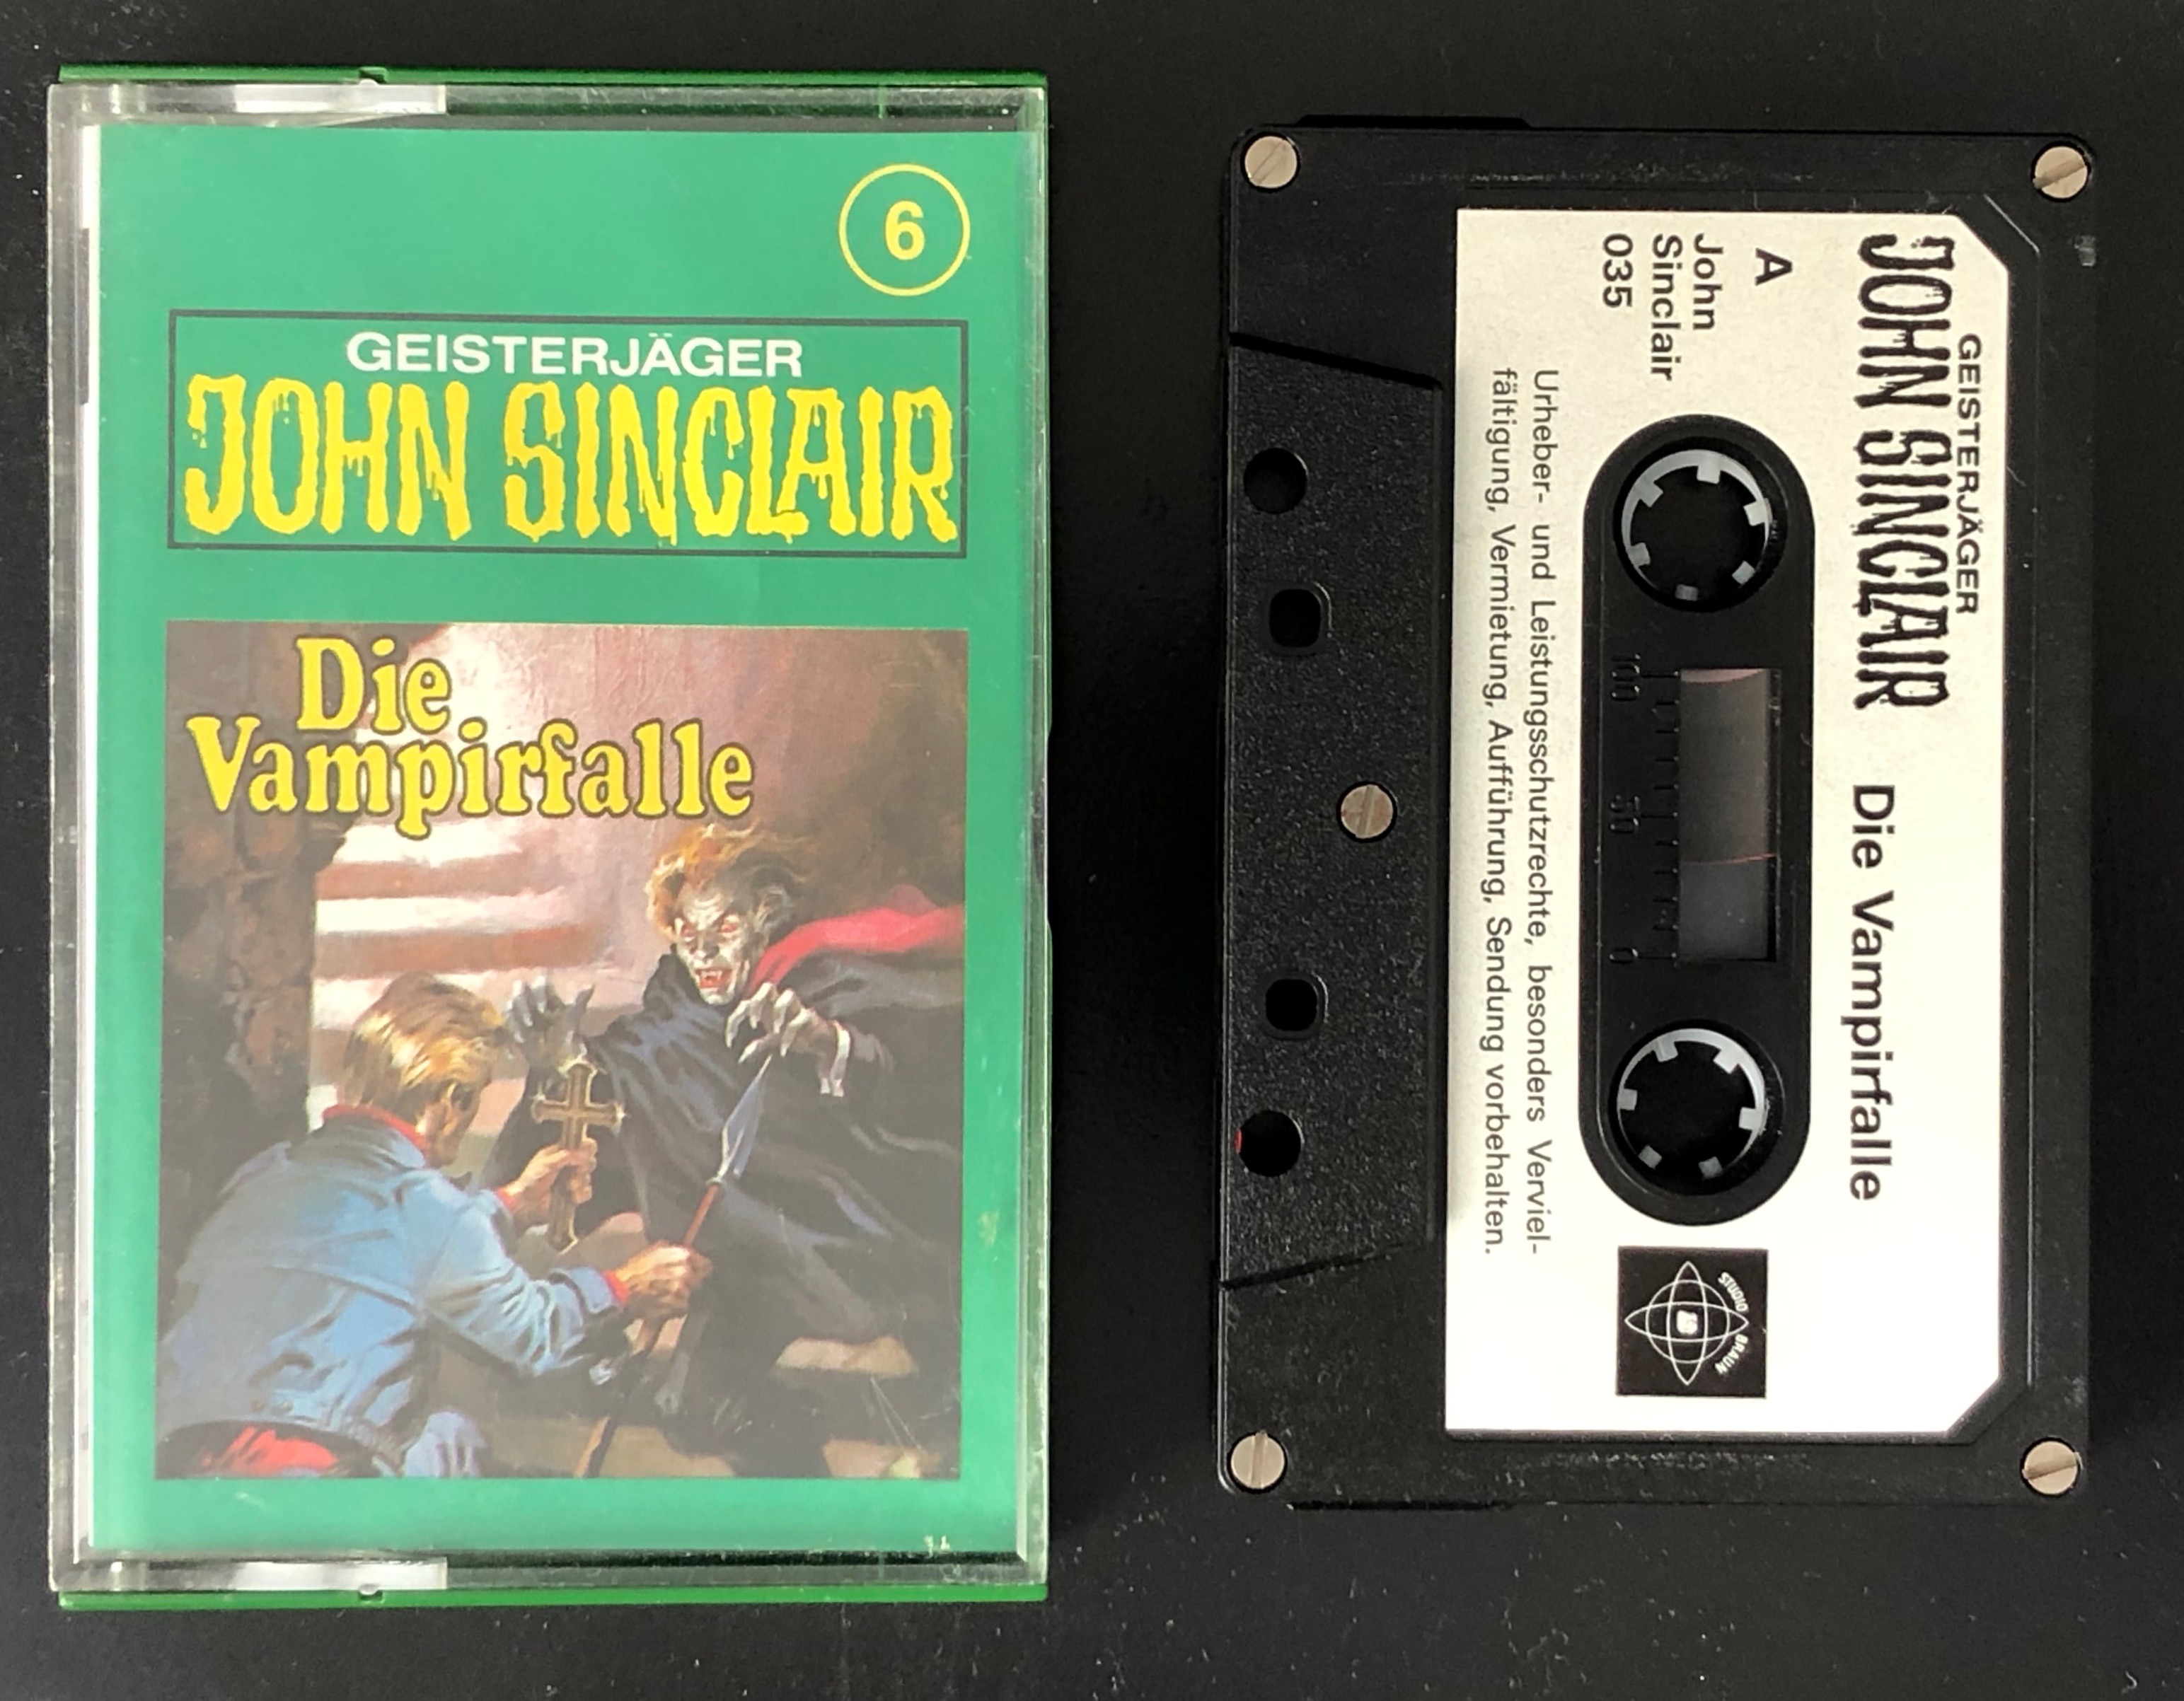 6
GEISTERJÄGER
JOHN SINCLAIR
Die
Vampirfalle
GEISTERJÄGER
JOHN SINCLAIR Die Vampirfalle
A
John
Sinclair
035
100 50 0
STUDIO BRAUN
Urheber- und Leistungsschutzrechte, besonders Verviel-
fältigung, Vermietung, Aufführung, Sendung vorbehalten.